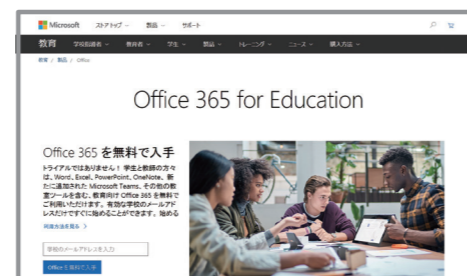 Microsoft ストアトップ 製品 サポート
教育 学校指導者 教育者 学生 製品 トレーニング ニュース 購入方法
教育 / 製品 / Office
Office 365 for Education
Office 365 を無料で入手
トライアルではありません! 学生と教師の方々
は、Word、Excel、PowerPoint、OneNote、新
たに追加された Microsoft Teams、その他の教
室ツールを含む、教育向け Office 365 を無料で
ご利用いただけます。有効な学校のメールアド
レスだけですぐに始めることができます。始める
対象方法を見る >
学校のメールアドレスを入力
Office を無料で入手